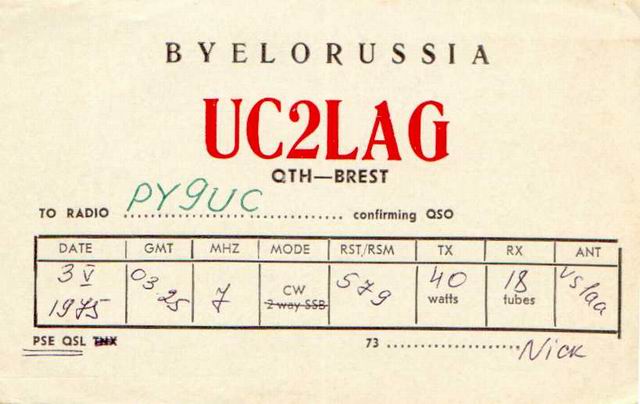 BYELORUSSIA
UC2LAG
QTH—BREST
TO RADIO PY9UC confirming QSO
DATE GMT MHZ MODE RST/RSM TX RX ANT
3 V 1975 03 25 7 CW 2 way SSB 579 40 watts 18 tubes vs1aa
PSE QSL TNX 73 Nick